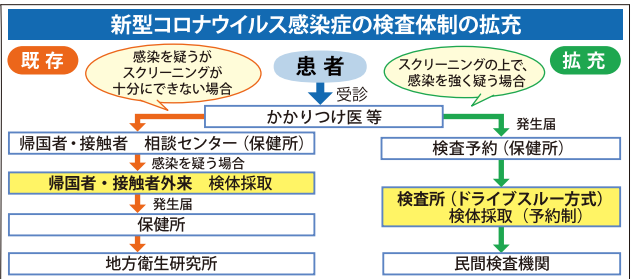 新型コロナウイルス感染症の検査体制の拡充
既存
感染を疑うが
スクリーニングが
十分にできない場合
患者
スクリーニングの上で、
感染を強く疑う場合
拡充
受診
かかりつけ医 等
帰国者・接触者 相談センター（保健所）
感染を疑う場合
帰国者・接触者外来 検体採取
発生届
保健所
地方衛生研究所
発生届
検査予約（保健所）
検査所（ドライブスルー方式）
検体採取（予約制）
民間検査機関